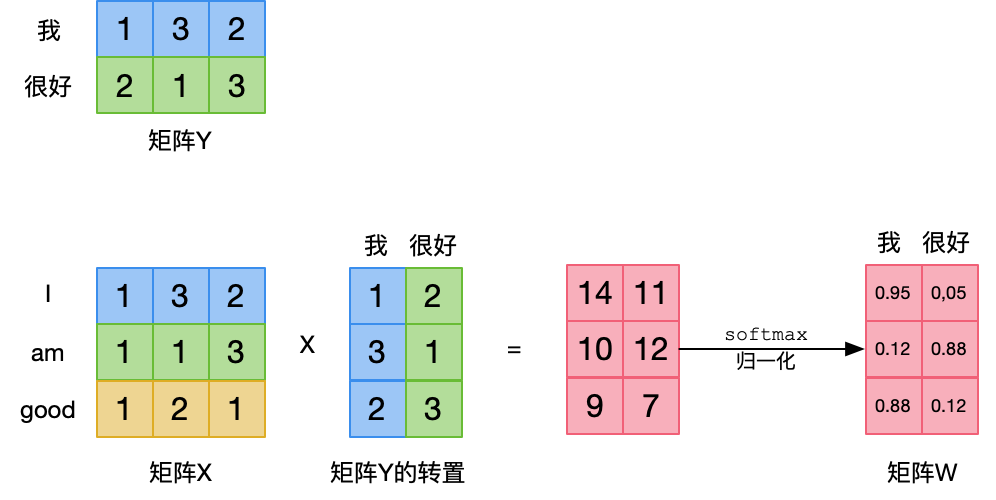 我 1 3 2
很好 2 1 3
矩阵Y
我 很好
我 很好
I 1 3 2 X 1 2 = 14 11 0.95 0,05
am 1 1 3 3 1 10 12 softmax 归一化 0.12 0.88
good 1 2 1 2 3 9 7 0.88 0.12
矩阵X 矩阵Y的转置 矩阵W